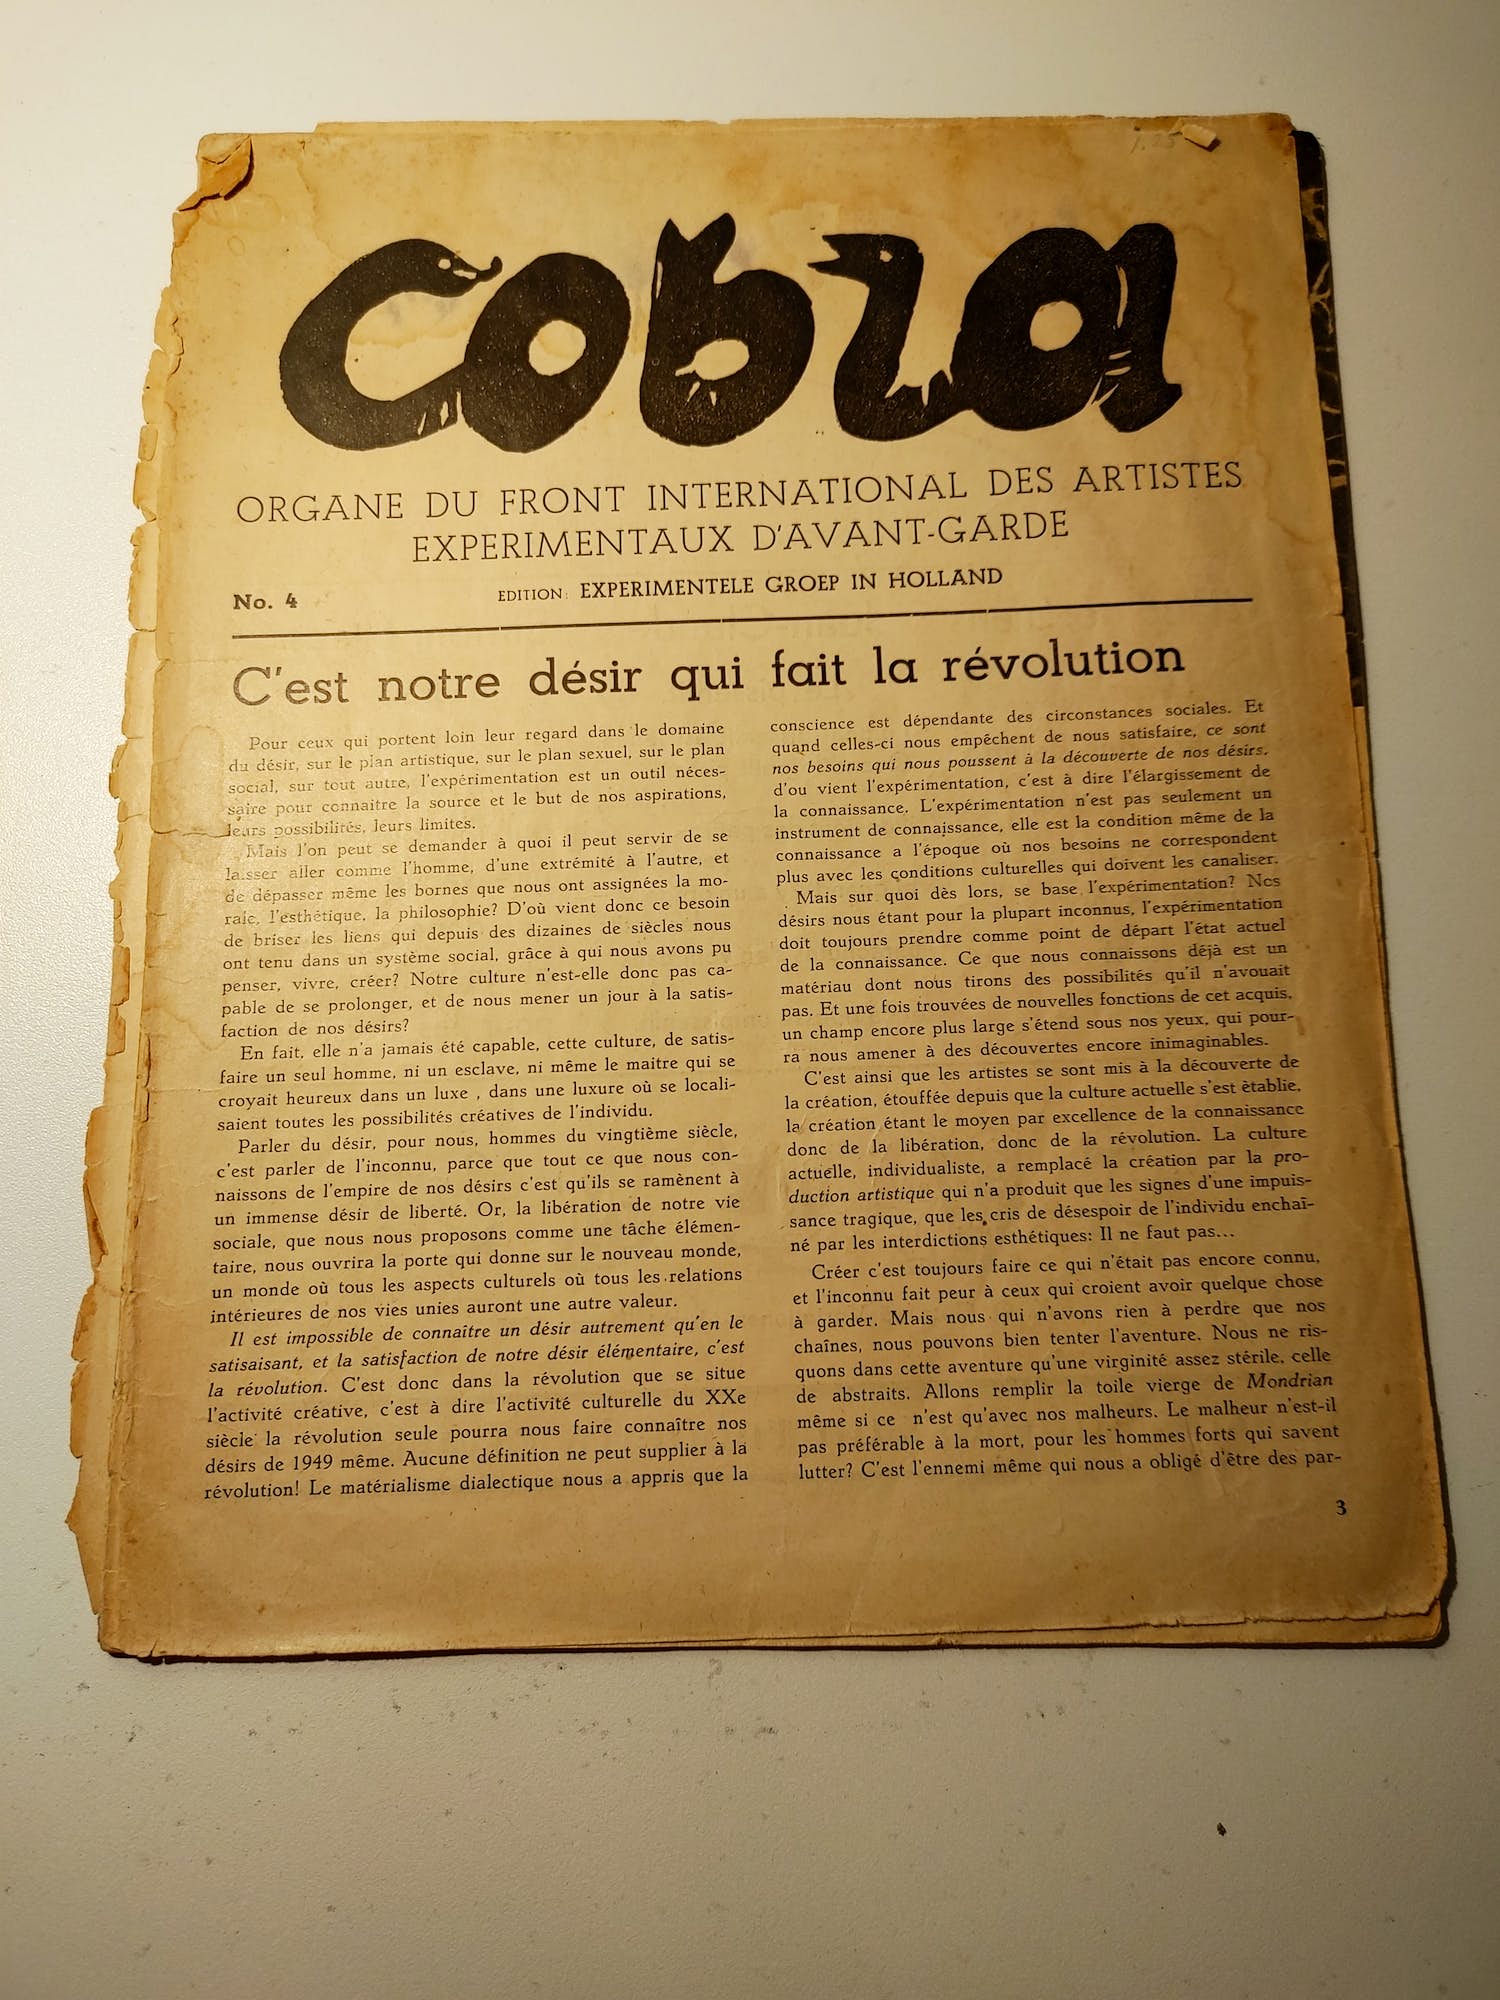 7.25
cobra
ORGANE DU FRONT INTERNATIONAL DES ARTISTES
EXPERIMENTAUX D'AVANT-GARDE
No. 4
EDITION: EXPERIMENTELE GROEP IN HOLLAND
C'est notre désir qui fait la révolution
Pour ceux qui portent loin leur regard dans le domaine
du désir, sur le plan artistique, sur le plan sexuel, sur le plan
social, sur tout autre, l'expérimentation est un outil néces-
saire pour connaitre la source et le but de nos aspirations,
leurs possibilités, leurs limites.
Mais l'on peut se demander à quoi il peut servir de se
laisser aller comme l'homme, d'une extrémité à l'autre, et
de dépasser même les bornes que nous ont assignées la mo-
rale, l'esthétique, la philosophie? D'où vient donc ce besoin
de briser les liens qui depuis des dizaines de siècles nous
ont tenu dans un système social, grâce à qui nous avons pu
penser, vivre, créer? Notre culture n'est-elle donc pas ca-
pable de se prolonger, et de nous mener un jour à la satis-
faction de nos désirs?
En fait, elle n'a jamais été capable, cette culture, de satis-
faire un seul homme, ni un esclave, ni même le maitre qui se
croyait heureux dans un luxe , dans une luxure où se locali-
saient toutes les possibilités créatives de l'individu.
Parler du désir, pour nous, hommes du vingtième siècle,
c'est parler de l'inconnu, parce que tout ce que nous con-
naissons de l'empire de nos désirs c'est qu'ils se ramènent à
un immense désir de liberté. Or, la libération de notre vie
sociale, que nous nous proposons comme une tâche élémen-
taire, nous ouvrira la porte qui donne sur le nouveau monde,
un monde où tous les aspects culturels où tous les relations
intérieures de nos vies unies auront une autre valeur.
Il est impossible de connaître un désir autrement qu'en le
satisaisant, et la satisfaction de notre désir élémentaire, c'est
la révolution. C'est donc dans la révolution que se situe
l'activité créative, c'est à dire l'activité culturelle du XXe
siècle la révolution seule pourra nous faire connaître nos
désirs de 1949 même. Aucune définition ne peut supplier à la
révolution! Le matérialisme dialectique nous a appris que la
conscience est dépendante des circonstances sociales. Et
quand celles-ci nous empêchent de nous satisfaire, ce sont
nos besoins qui nous poussent à la découverte de nos désirs.
d'ou vient l'expérimentation, c'est à dire l'élargissement de
la connaissance. L'expérimentation n'est pas seulement un
instrument de connaissance, elle est la condition même de la
connaissance a l'époque où nos besoins ne correspondent
plus avec les conditions culturelles qui doivent les canaliser.
Mais sur quoi dès lors, se base l'expérimentation? Nos
désirs nous étant pour la plupart inconnus, l'expérimentation
doit toujours prendre comme point de départ l'état actuel
de la connaissance. Ce que nous connaissons déjà est un
matériau dont nous tirons des possibilités qu'il n'avouait
pas. Et une fois trouvées de nouvelles fonctions de cet acquis,
un champ encore plus large s'étend sous nos yeux, qui pour-
ra nous amener à des découvertes encore inimaginables.
C'est ainsi que les artistes se sont mis à la découverte de
la création, étouffée depuis que la culture actuelle s'est ètablie,
la création étant le moyen par excellence de la connaissance
donc de la libération, donc de la révolution. La culture
actuelle, individualiste, a remplacé la création par la pro-
duction artistique qui n'a produit que les signes d'une impuis-
sance tragique, que les cris de désespoir de l'individu enchaî-
né par les interdictions esthétiques: Il ne faut pas...
Créer c'est toujours faire ce qui n'était pas encore connu,
et l'inconnu fait peur à ceux qui croient avoir quelque chose
à garder. Mais nous qui n'avons rien à perdre que nos
chaînes, nous pouvons bien tenter l'aventure. Nous ne ris-
quons dans cette aventure qu'une virginité assez stérile, celle
de abstraits. Allons remplir la toile vierge de Mondrian
même si ce n'est qu'avec nos malheurs. Le malheur n'est-il
pas préférable à la mort, pour les hommes forts qui savent
lutter? C'est l'ennemi même qui nous a obligé d'être des par-
3